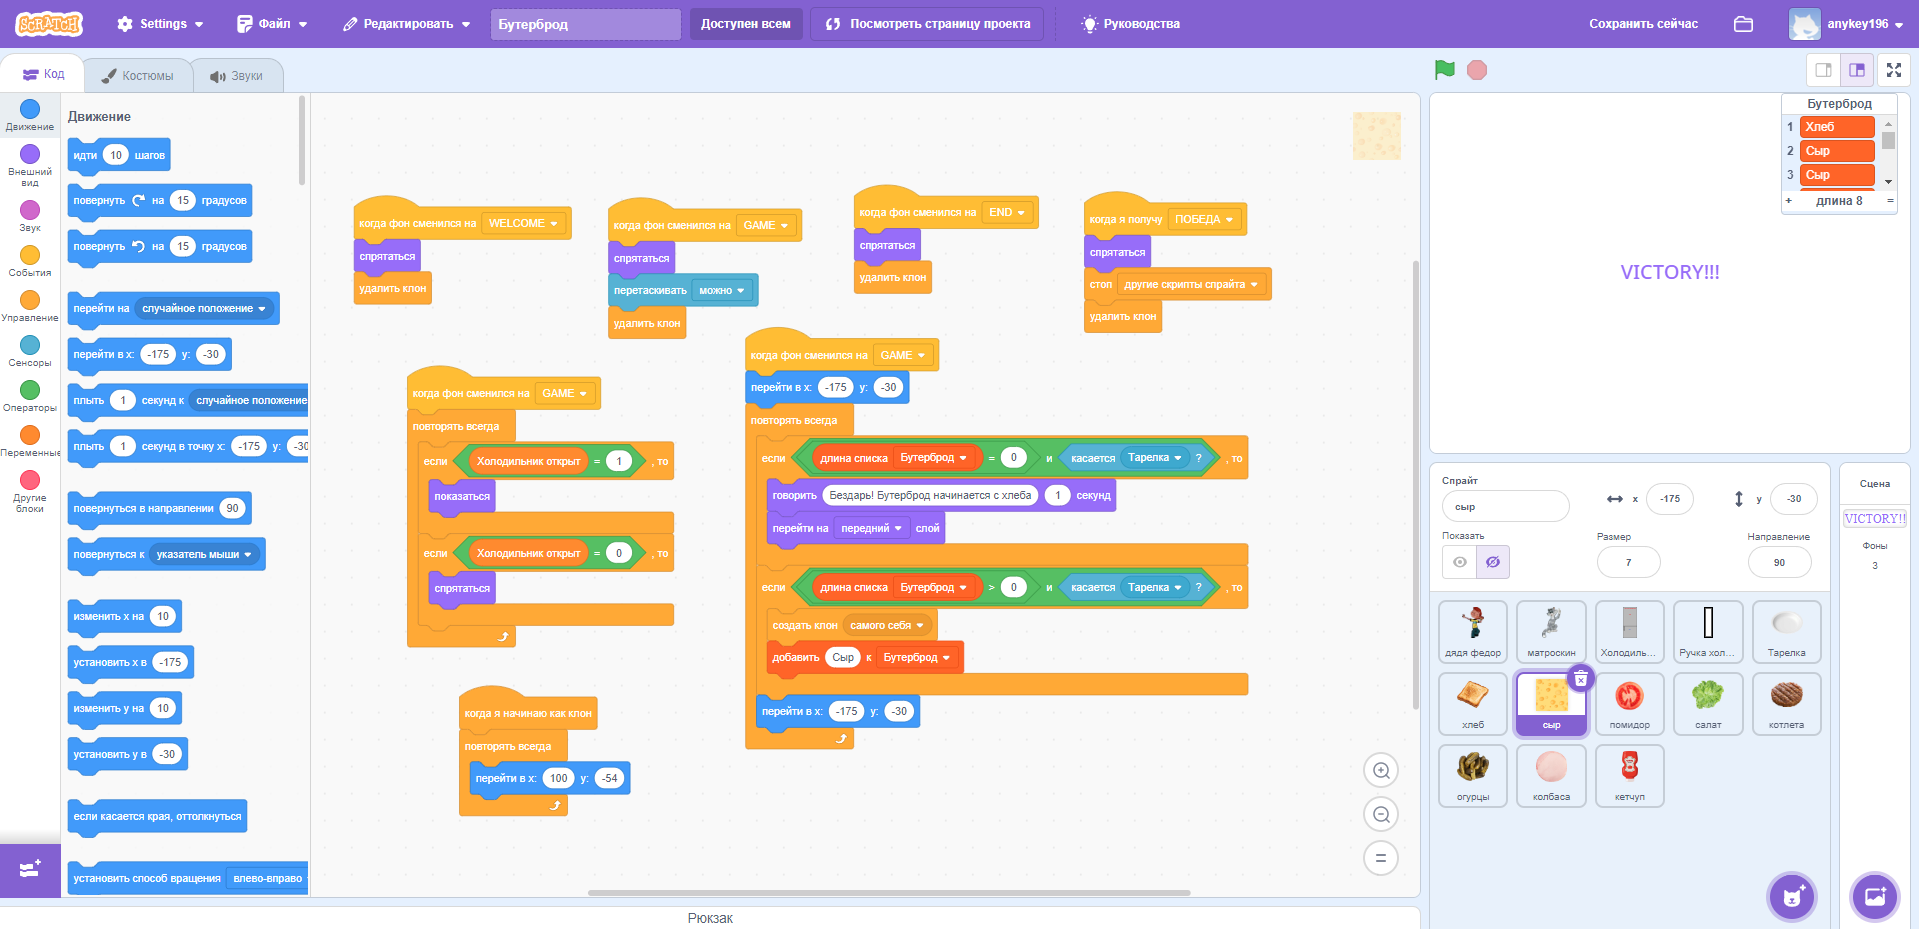 SCRATCH
Settings
Файл
Редактировать
Бутерброд
Доступен всем
Посмотреть страницу проекта
Руководства
Сохранить сейчас
anykey196
Код
Костюмы
Звуки
Движение
Внешний вид
Звук
События
Управление
Сенсоры
Операторы
Переменные
Другие блоки
Движение
идти 10 шагов
повернуть на 15 градусов
повернуть на 15 градусов
перейти на случайное положение
перейти в x: -175 y: -30
плыть 1 секунд к случайное положение
плыть 1 секунд в точку x: -175 y: -30
повернуться в направлении 90
повернуться к указатель мыши
изменить x на 10
установить x в -175
изменить y на 10
установить y в -30
если касается края, оттолкнуться
установить способ вращения влево-вправо
когда фон сменился на WELCOME
спрятаться
удалить клон
когда фон сменился на GAME
спрятаться
перетаскивать можно
удалить клон
когда фон сменился на END
спрятаться
удалить клон
когда я получу ПОБЕДА
спрятаться
стоп другие скрипты спрайта
удалить клон
когда фон сменился на GAME
повторять всегда
если Холодильник открыт = 1 , то
показаться
если Холодильник открыт = 0 , то
спрятаться
когда фон сменился на GAME
перейти в x: -175 y: -30
повторять всегда
если длина списка Бутерброд = 0 и касается Тарелка ? , то
говорить Бездарь! Бутерброд начинается с хлеба 1 секунд
перейти на передний слой
если длина списка Бутерброд > 0 и касается Тарелка ? , то
создать клон самого себя
добавить Сыр к Бутерброд
перейти в x: -175 y: -30
когда я начинаю как клон
повторять всегда
перейти в x: 100 y: -54
Рюкзак
Бутерброд
1 Хлеб
2 Сыр
3 Сыр
+ длина 8 =
VICTORY!!!
Спрайт
сыр
x -175
y -30
Показать
Размер
7
Направление
90
Сцена
VICTORY!!
Фоны
3
дядя федор
матроскин
Холодиль...
Ручка хол...
Тарелка
хлеб
сыр
помидор
салат
котлета
огурцы
колбаса
кетчуп